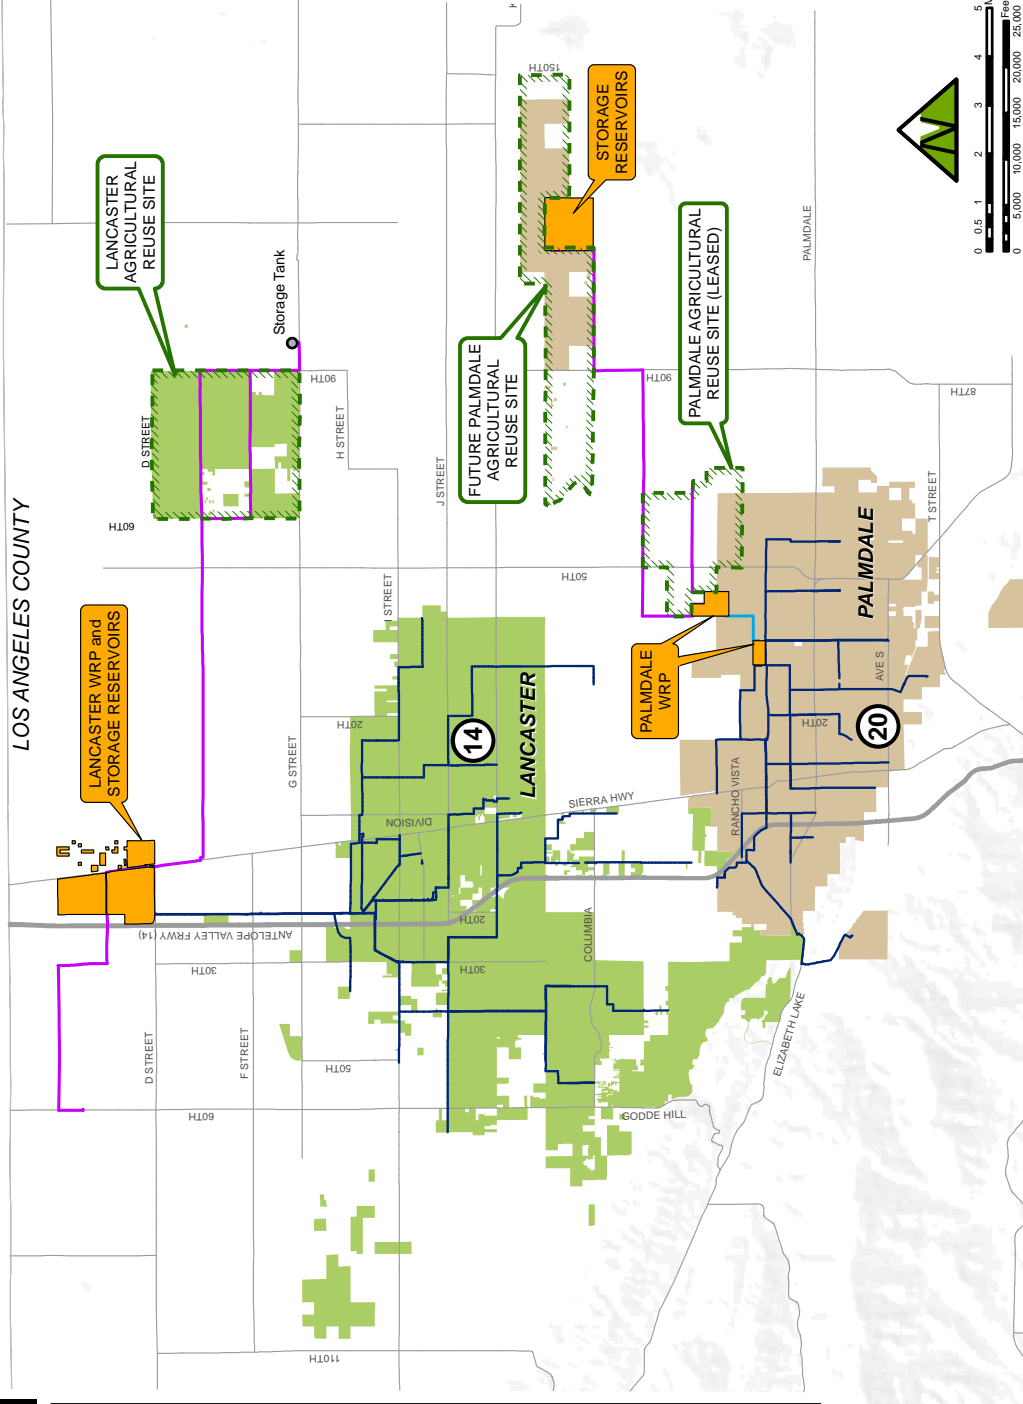 LOS ANGELES COUNTY
LANCASTER WRP and
STORAGE RESERVOIRS
LANCASTER
AGRICULTURAL
REUSE SITE
Storage Tank
D STREET
60TH
90TH
H STREET
J STREET
FUTURE PALMDALE
AGRICULTURAL
REUSE SITE
150TH
STORAGE
RESERVOIRS
PALMDALE AGRICULTURAL
REUSE SITE (LEASED)
90TH
PALMDALE
87TH
T STREET
50TH
I STREET
G STREET
20TH
14
LANCASTER
DIVISION
SIERRA HWY
PALMDALE
WRP
PALMDALE
AVE S
20TH
20
RANCHO VISTA
ANTELOPE VALLEY FRWY (14)
20TH
30TH
30TH
COLUMBIA
D STREET
F STREET
50TH
60TH
GODDE HILL
ELIZABETH LAKE
110TH
N
0 0.5 1 2 3 4 5
0 5,000 10,000 15,000 20,000 25,000